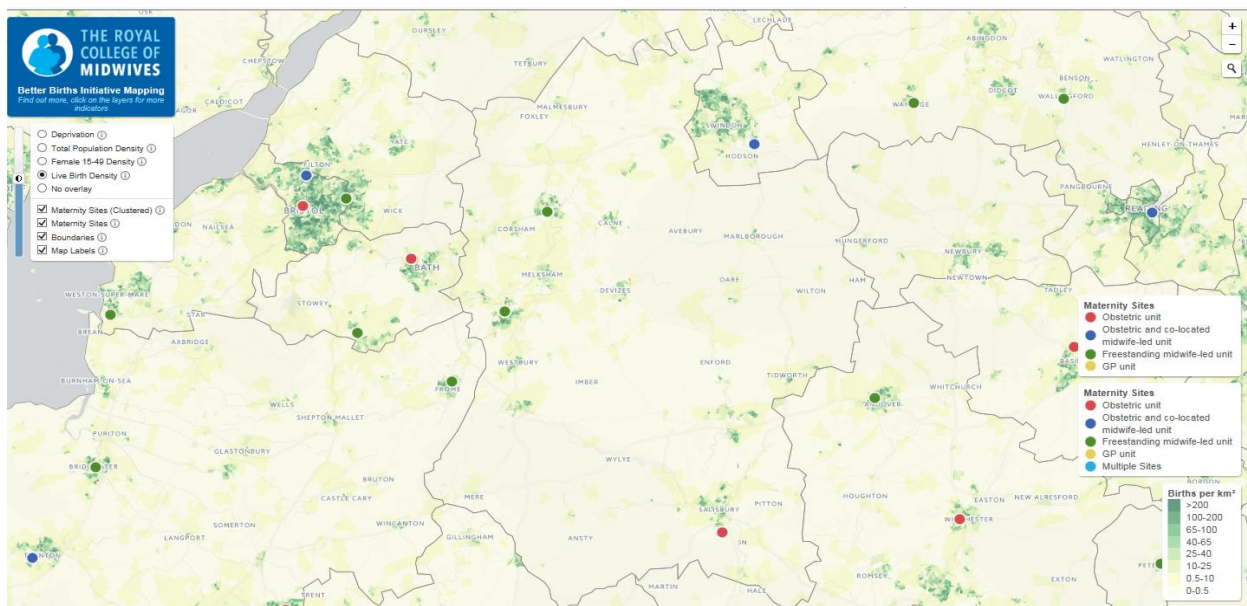 THE ROYAL
COLLEGE OF
MIDWIVES
Better Births Initiative Mapping
Find out more, click on the layers for more
indicators
Deprivation
Total Population Density
Female 15-49 Density
Live Birth Density
No overlay
Maternity Sites (Clustered)
Maternity Sites
Boundaries
Map Labels
+
−
USK
DURSLEY
LECHLADE
CHEPSTOW
TETBURY
ABINGDON
WATLINGTON
BENSON
DIDCOT
CALDICOT
MALMESBURY
FOXLEY
SWINDON
HODSON
YATE
HENLEY-ON-THAMES
WICK
PANGBOURNE
NAILSEA
CORSHAM
CALNE
AVEBURY
MARLBOROUGH
HUNGERFORD
NEWBURY
BATH
MELKSHAM
DEVIZES
OARE
HAM
WILTON
NEWTOWN
TADLEY
WESTON-SUPER-MARE
STOWEY
STAR
BREAN
AXBRIDGE
WESTBURY
ENFORD
TIDWORTH
WHITCHURCH
IMBER
BURNHAM-ON-SEA
FROME
WELLS
SHEPTON MALLET
PURITON
GLASTONBURY
WYLYE
BRUTON
CASTLE CARY
MERE
SALISBURY
PITTON
HOUGHTON
EASTON
NEW ALRESFORD
BORDON
SOMERTON
WINCANTON
LANGPORT
GILLINGHAM
ANSTY
ROMSEY
EXTON
MARTIN
HALE
TRENT
Maternity Sites
Obstetric unit
Obstetric and co-located
midwife-led unit
Freestanding midwife-led unit
GP unit
Maternity Sites
Obstetric unit
Obstetric and co-located
midwife-led unit
Freestanding midwife-led unit
GP unit
Multiple Sites
Births per km²
>200
100-200
65-100
40-65
25-40
10-25
0.5-10
0-0.5